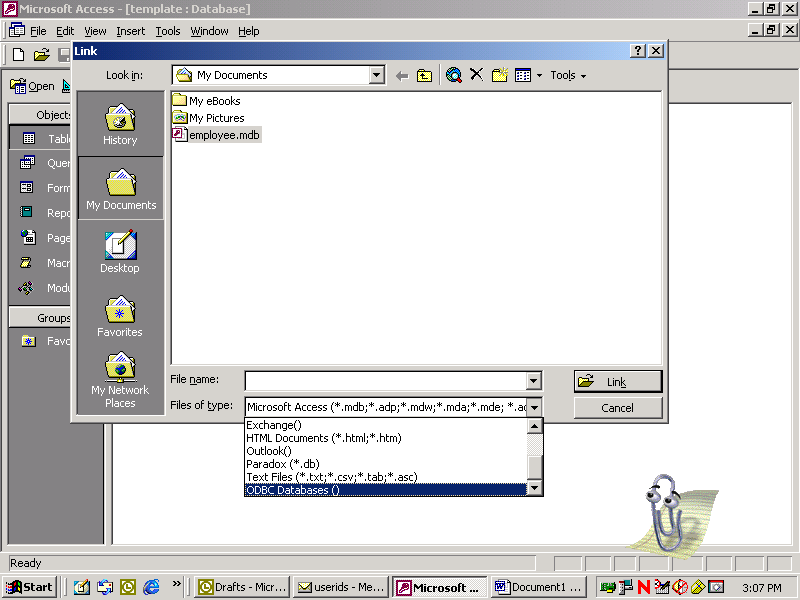 Microsoft Access - [template : Database]
File Edit View Insert Tools Window Help
Link
Open
Look in: My Documents Tools
Objects
Tabl
Quer
Form
Repo
Page
Macr
Modu
Groups
Favo
History
My Documents
Desktop
Favorites
My Network
Places
My eBooks
My Pictures
employee.mdb
File name:
Link
Files of type: Microsoft Access (*.mdb;*.adp;*.mdw;*.mda;*.mde; *.ac
Cancel
Exchange()
HTML Documents (*.html;*.htm)
Outlook()
Paradox (*.db)
Text Files (*.txt;*.csv;*.tab;*.asc)
ODBC Databases ()
Ready
Start
Drafts - Micr...
userids - Me...
Microsoft ...
Document1 ...
3:07 PM